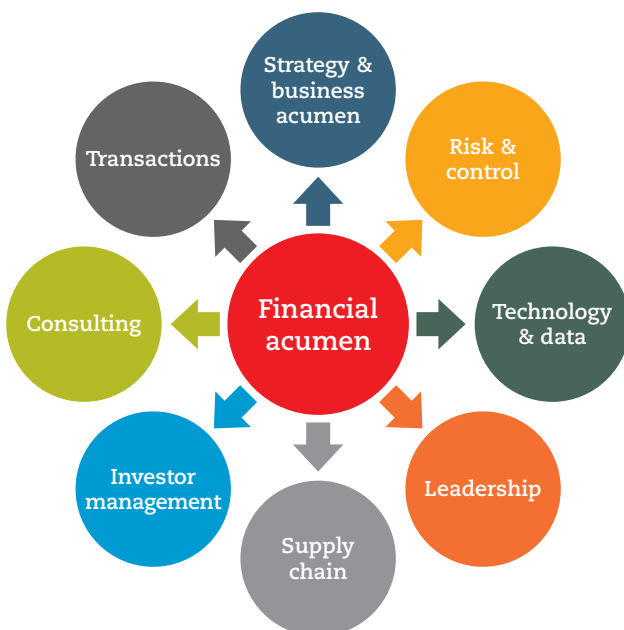 Strategy &
business
acumen
Risk &
control
Technology
& data
Leadership
Supply
chain
Investor
management
Consulting
Transactions
Financial
acumen